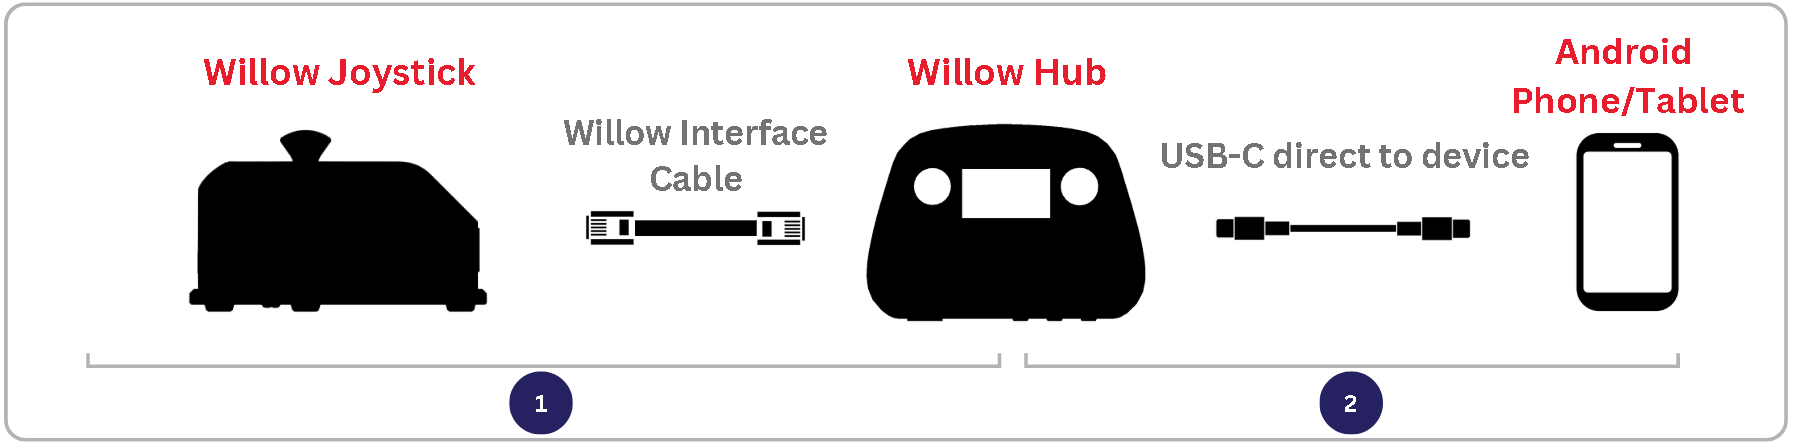 Willow Joystick
Willow Interface
Cable
Willow Hub
USB-C direct to device
Android
Phone/Tablet
1
2